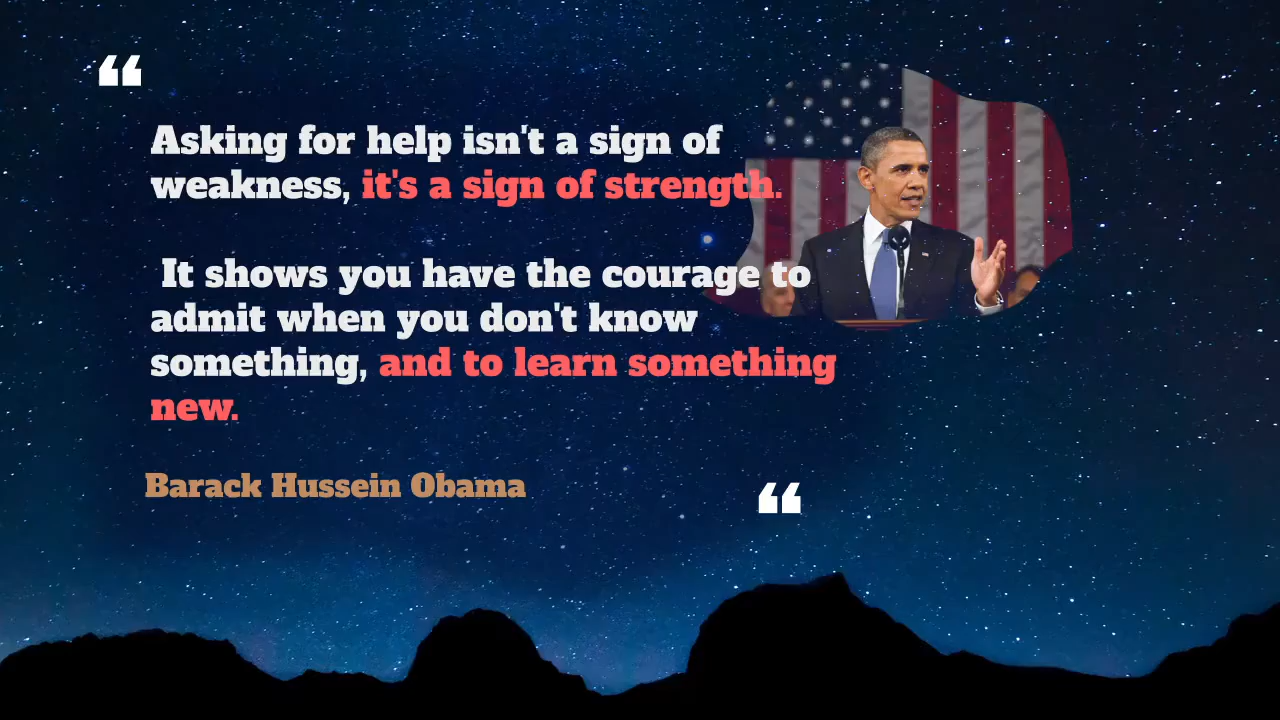 ❝
Asking for help isn't a sign of
weakness, it's a sign of strength.
It shows you have the courage to
admit when you don't know
something, and to learn something
new.
Barack Hussein Obama
❝